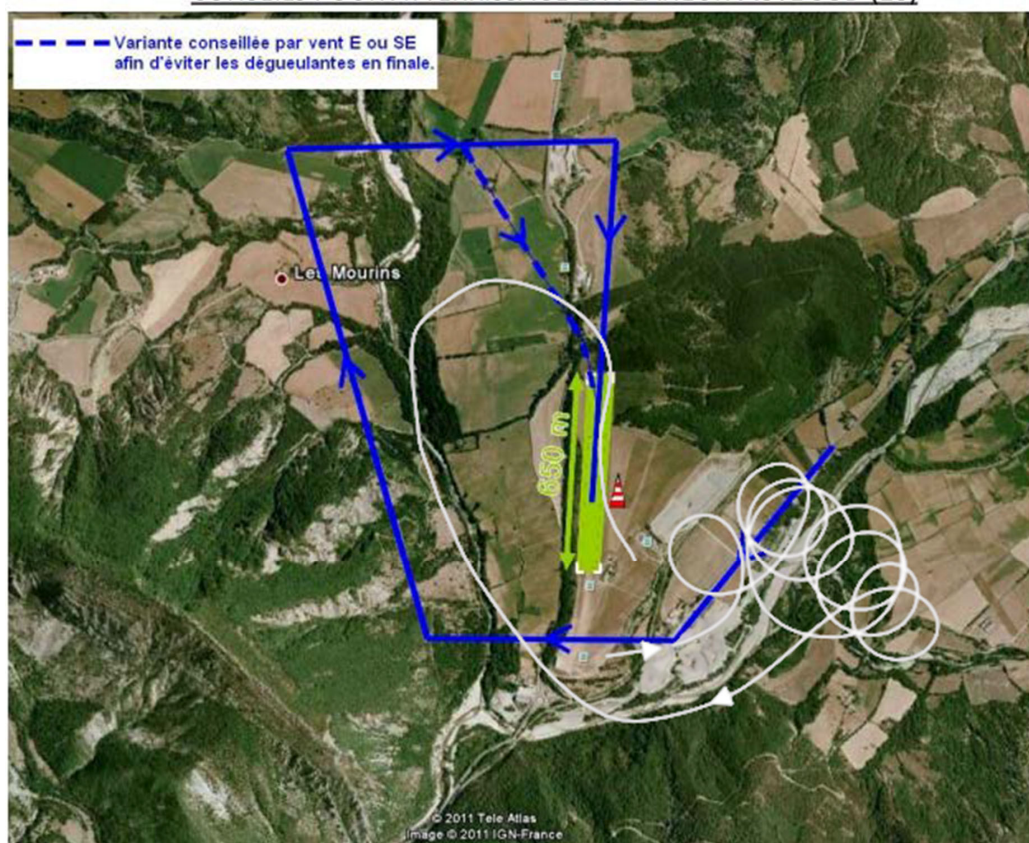 Variante conseillée par vent E ou SE
afin d'éviter les dégueulantes en finale.
Les Mourins
650 m
© 2011 Tele Atlas
Image © 2011 IGN-France